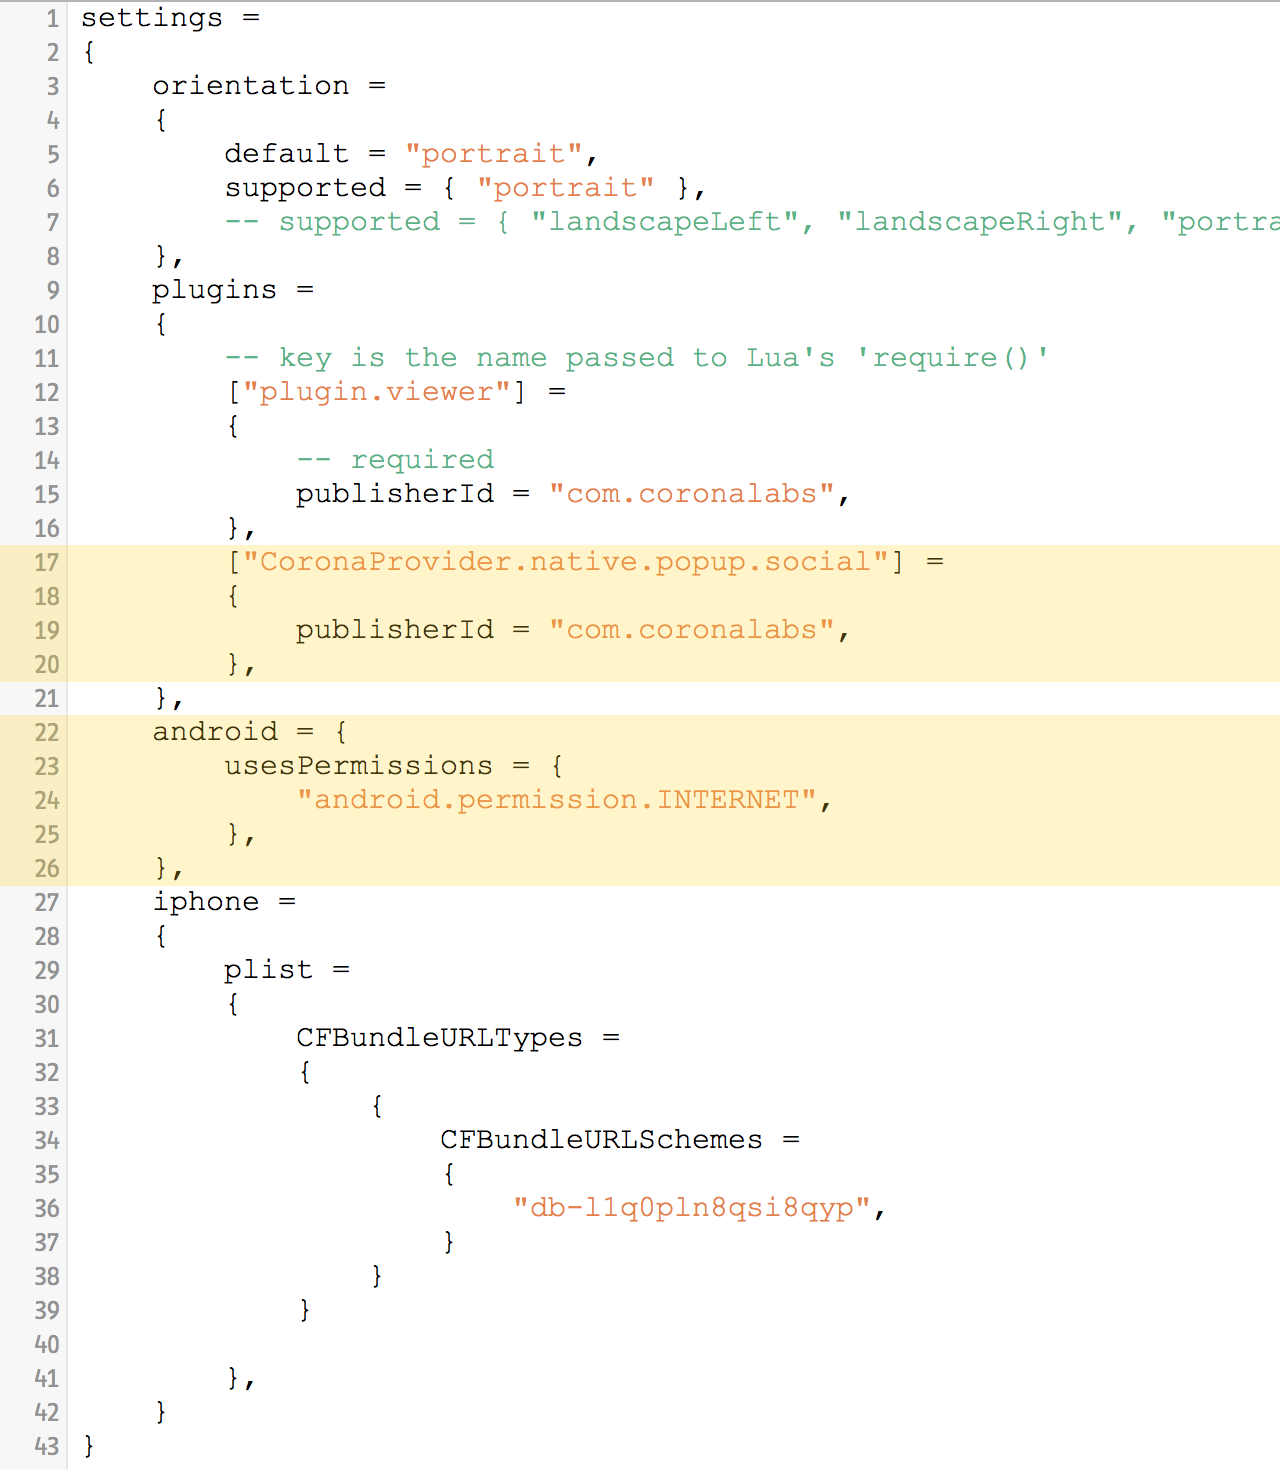 1 settings =
2 {
3 orientation =
4 {
5 default = "portrait",
6 supported = { "portrait" },
7 -- supported = { "landscapeLeft", "landscapeRight", "portra
8 },
9 plugins =
10 {
11 -- key is the name passed to Lua's 'require()'
12 ["plugin.viewer"] =
13 {
14 -- required
15 publisherId = "com.coronalabs",
16 },
17 ["CoronaProvider.native.popup.social"] =
18 {
19 publisherId = "com.coronalabs",
20 },
21 },
22 android = {
23 usesPermissions = {
24 "android.permission.INTERNET",
25 },
26 },
27 iphone =
28 {
29 plist =
30 {
31 CFBundleURLTypes =
32 {
33 {
34 CFBundleURLSchemes =
35 {
36 "db-l1q0pln8qsi8qyp",
37 }
38 }
39 }
40
41 },
42 }
43 }